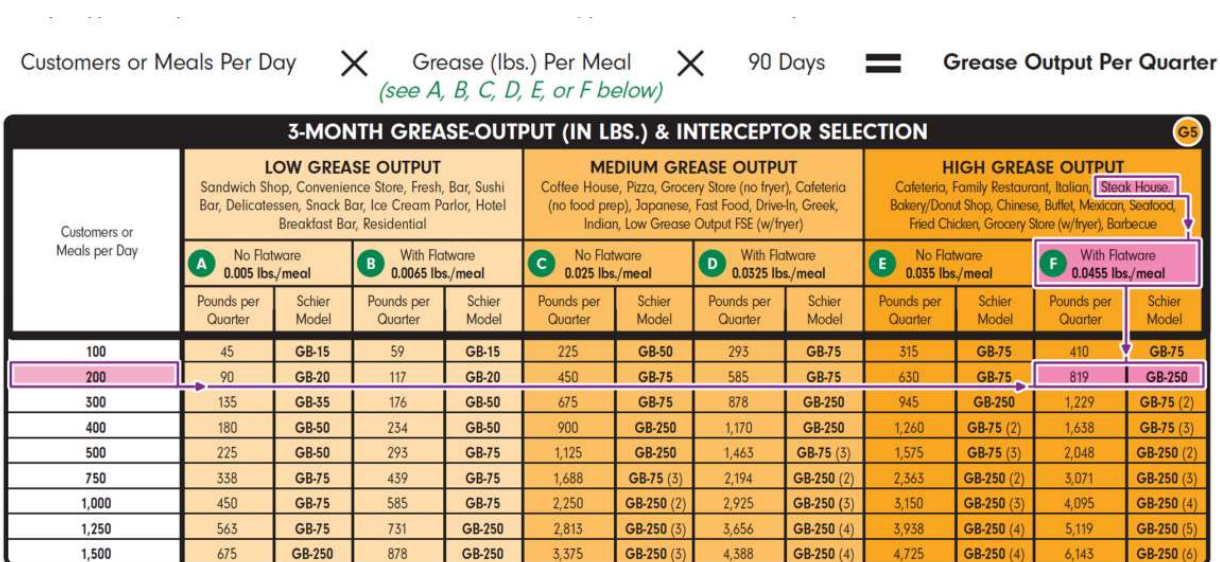 Customers or Meals Per Day X Grease (lbs.) Per Meal X 90 Days = Grease Output Per Quarter
(see A, B, C, D, E, or F below)
3-MONTH GREASE-OUTPUT (IN LBS.) & INTERCEPTOR SELECTION G5
Customers or
Meals per Day
LOW GREASE OUTPUT
Sandwich Shop, Convenience Store, Fresh, Bar, Sushi
Bar, Delicatessen, Snack Bar, Ice Cream Parlor, Hotel
Breakfast Bar, Residential
MEDIUM GREASE OUTPUT
Coffee House, Pizza, Grocery Store (no fryer), Cafeteria
(no food prep), Japanese, Fast Food, Drive-In, Greek,
Indian, Low Grease Output FSE (w/fryer)
HIGH GREASE OUTPUT
Cafeteria, Family Restaurant, Italian, Steak House.
Bakery/Donut Shop, Chinese, Buffet, Mexican, Seafood,
Fried Chicken, Grocery Store (w/fryer), Barbecue
A No Flatware
0.005 lbs./meal
B With Flatware
0.0065 lbs./meal
C No Flatware
0.025 lbs./meal
D With Flatware
0.0325 lbs./meal
E No Flatware
0.035 lbs./meal
F With Flatware
0.0455 lbs./meal
Pounds per Schier Pounds per Schier Pounds per Schier Pounds per Schier Pounds per Schier Pounds per Schier
Quarter Model Quarter Model Quarter Model Quarter Model Quarter Model Quarter Model
100 45 GB-15 59 GB-15 225 GB-50 293 GB-75 315 GB-75 410 GB-75
200 90 GB-20 117 GB-20 450 GB-75 585 GB-75 630 GB-75 819 GB-250
300 135 GB-35 176 GB-50 675 GB-75 878 GB-250 945 GB-250 1,229 GB-75 (2)
400 180 GB-50 234 GB-50 900 GB-250 1,170 GB-250 1,260 GB-75 (2) 1,638 GB-75 (3)
500 225 GB-50 293 GB-75 1,125 GB-250 1,463 GB-75 (3) 1,575 GB-75 (3) 2,048 GB-250 (2)
750 338 GB-75 439 GB-75 1,688 GB-75 (3) 2,194 GB-250 (2) 2,363 GB-250 (2) 3,071 GB-250 (3)
1,000 450 GB-75 585 GB-75 2,250 GB-250 (2) 2,925 GB-250 (3) 3,150 GB-250 (3) 4,095 GB-250 (4)
1,250 563 GB-75 731 GB-250 2,813 GB-250 (3) 3,656 GB-250 (4) 3,938 GB-250 (4) 5,119 GB-250 (5)
1,500 675 GB-250 878 GB-250 3,375 GB-250 (3) 4,388 GB-250 (4) 4,725 GB-250 (4) 6,143 GB-250 (6)